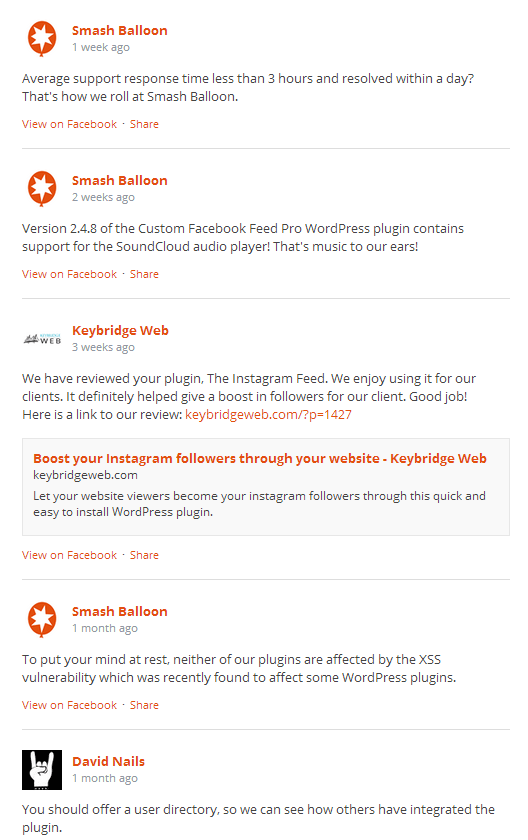 Smash Balloon
1 week ago
Average support response time less than 3 hours and resolved within a day?
That's how we roll at Smash Balloon.
View on Facebook · Share
Smash Balloon
2 weeks ago
Version 2.4.8 of the Custom Facebook Feed Pro WordPress plugin contains
support for the SoundCloud audio player! That's music to our ears!
View on Facebook · Share
WEB
Keybridge Web
3 weeks ago
We have reviewed your plugin, The Instagram Feed. We enjoy using it for our
clients. It definitely helped give a boost in followers for our client. Good job!
Here is a link to our review: keybridgeweb.com/?p=1427
Boost your Instagram followers through your website - Keybridge Web
keybridgeweb.com
Let your website viewers become your instagram followers through this quick and
easy to install WordPress plugin.
View on Facebook · Share
Smash Balloon
1 month ago
To put your mind at rest, neither of our plugins are affected by the XSS
vulnerability which was recently found to affect some WordPress plugins.
View on Facebook · Share
David Nails
1 month ago
You should offer a user directory, so we can see how others have integrated the
plugin.